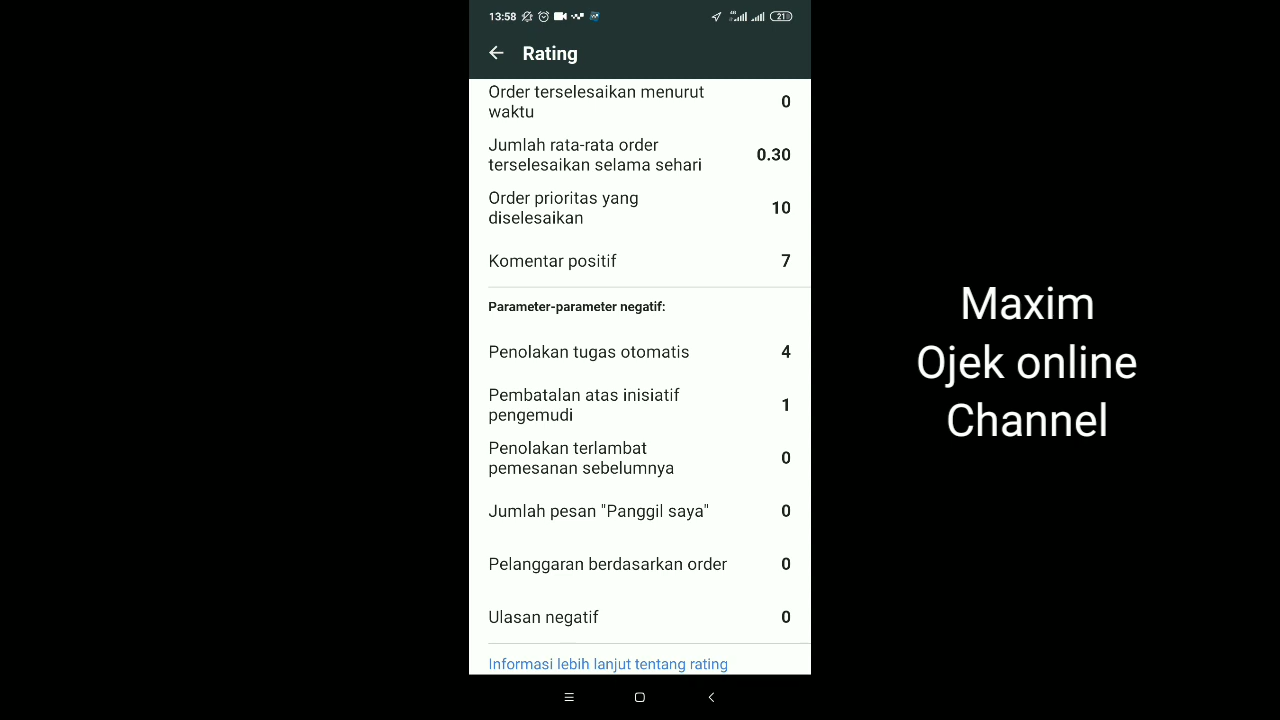 13:58
21
Rating
Order terselesaikan menurut
waktu
0
Jumlah rata-rata order
terselesaikan selama sehari
0.30
Order prioritas yang
diselesaikan
10
Komentar positif
7
Parameter-parameter negatif:
Penolakan tugas otomatis
4
Pembatalan atas inisiatif
pengemudi
1
Penolakan terlambat
pemesanan sebelumnya
0
Jumlah pesan "Panggil saya"
0
Pelanggaran berdasarkan order
0
Ulasan negatif
0
Informasi lebih lanjut tentang rating
Maxim
Ojek online
Channel